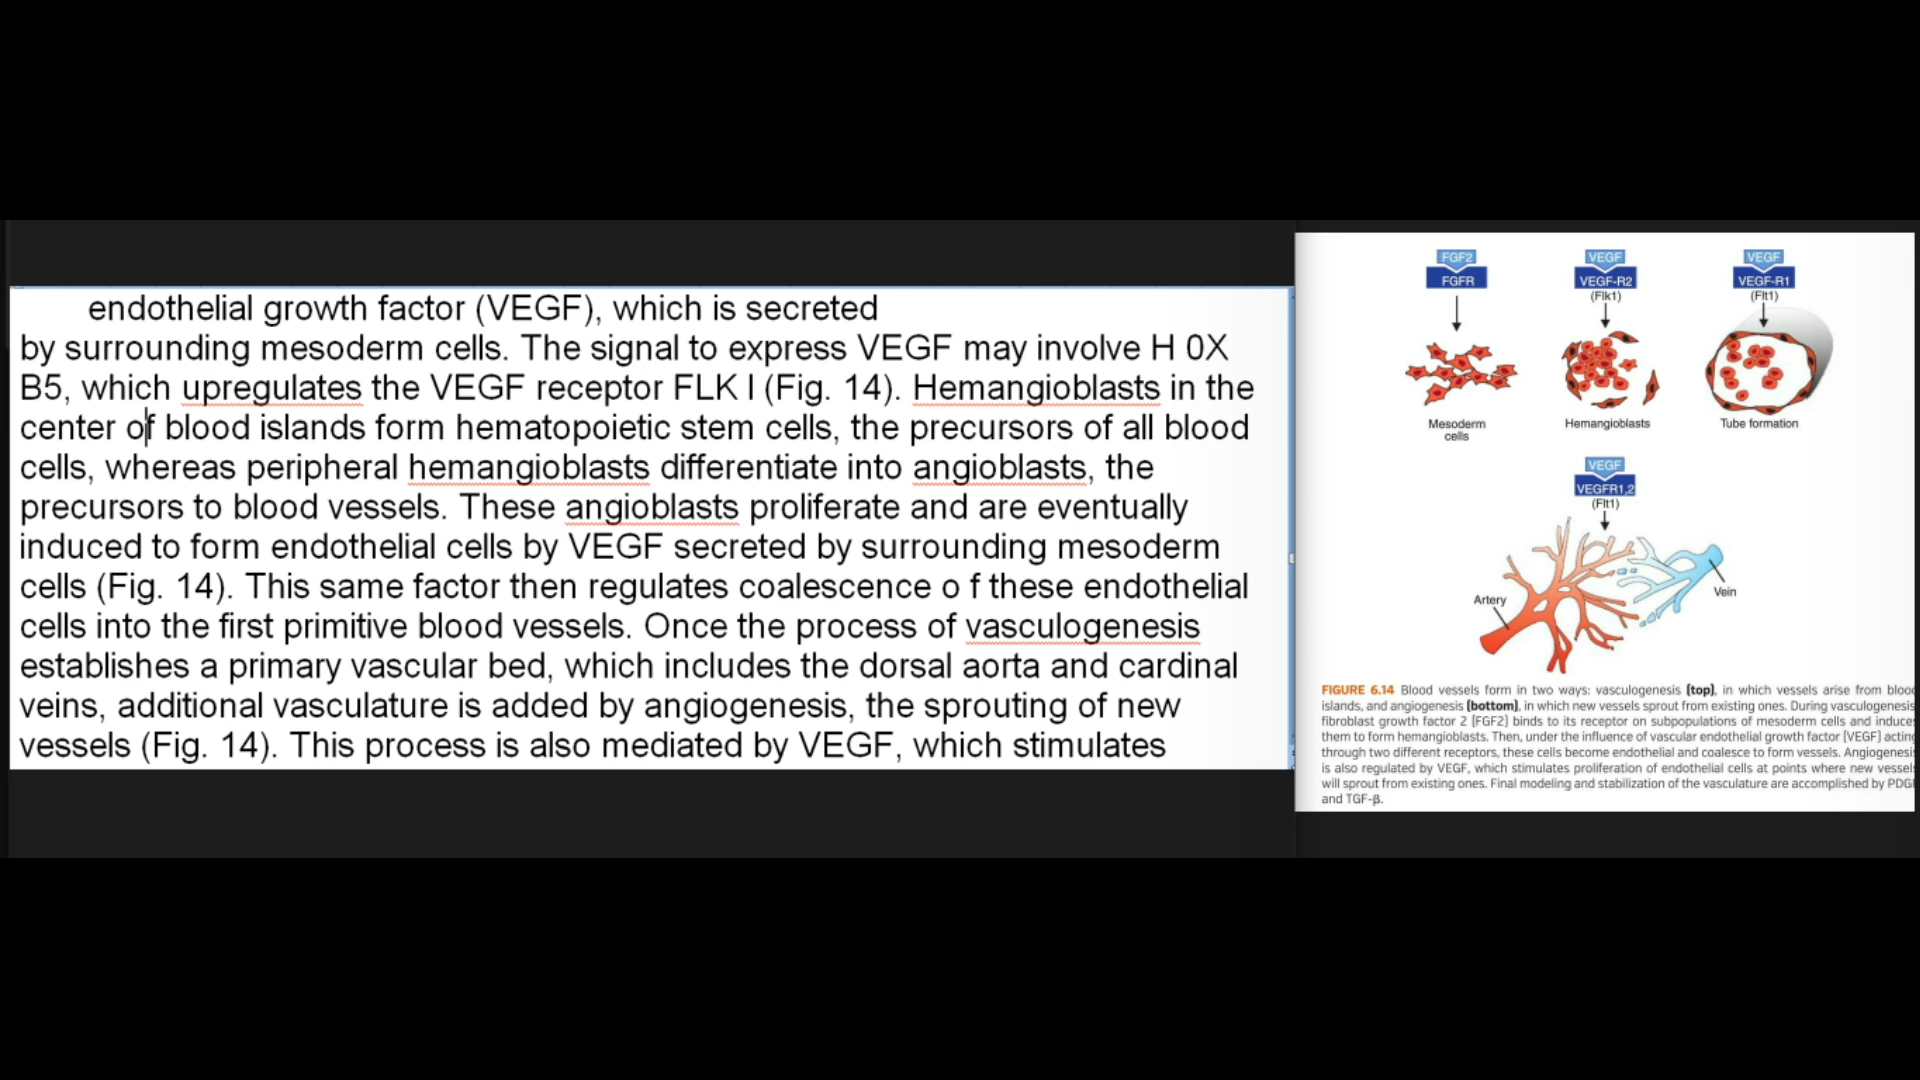 endothelial growth factor (VEGF), which is secreted
by surrounding mesoderm cells. The signal to express VEGF may involve H 0X
B5, which upregulates the VEGF receptor FLK l (Fig. 14). Hemangioblasts in the
center of blood islands form hematopoietic stem cells, the precursors of all blood
cells, whereas peripheral hemangioblasts differentiate into angioblasts, the
precursors to blood vessels. These angioblasts proliferate and are eventually
induced to form endothelial cells by VEGF secreted by surrounding mesoderm
cells (Fig. 14). This same factor then regulates coalescence o f these endothelial
cells into the first primitive blood vessels. Once the process of vasculogenesis
establishes a primary vascular bed, which includes the dorsal aorta and cardinal
veins, additional vasculature is added by angiogenesis, the sprouting of new
vessels (Fig. 14). This process is also mediated by VEGF, which stimulates
FGF2
FGFR
VEGF
VEGF-R2
(Flk1)
VEGF
VEGF-R1
(Flt1)
Mesoderm
cells
Hemangioblasts
Tube formation
VEGF
VEGFR1,2
(Flt1)
Artery
Vein
FIGURE 6.14 Blood vessels form in two ways: vasculogenesis (top), in which vessels arise from blood
islands, and angiogenesis (bottom), in which new vessels sprout from existing ones. During vasculogenesis
fibroblast growth factor 2 (FGF2) binds to its receptor on subpopulations of mesoderm cells and induces
them to form hemangioblasts. Then, under the influence of vascular endothelial growth factor (VEGF) acting
through two different receptors, these cells become endothelial and coalesce to form vessels. Angiogenesis
is also regulated by VEGF, which stimulates proliferation of endothelial cells at points where new vessels
will sprout from existing ones. Final modeling and stabilization of the vasculature are accomplished by PDG
and TGF-β.